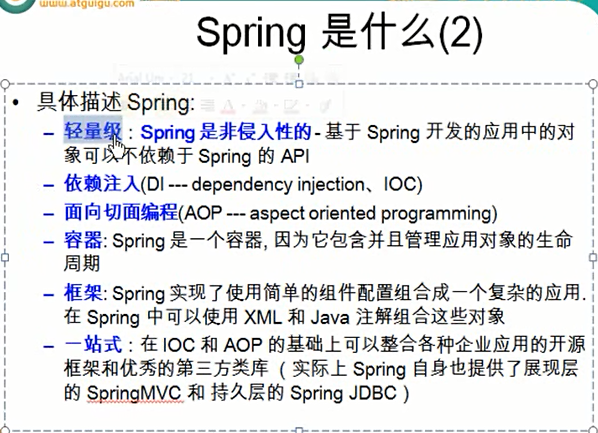 www.atguigu.com
Spring 是什么(2)
• 具体描述 Spring:
– 轻量级：Spring 是非侵入性的 - 基于 Spring 开发的应用中的对
象可以不依赖于 Spring 的 API
– 依赖注入(DI --- dependency injection、IOC)
– 面向切面编程(AOP --- aspect oriented programming)
– 容器: Spring 是一个容器, 因为它包含并且管理应用对象的生命
周期
– 框架: Spring 实现了使用简单的组件配置组合成一个复杂的应用.
在 Spring 中可以使用 XML 和 Java 注解组合这些对象
– 一站式：在 IOC 和 AOP 的基础上可以整合各种企业应用的开源
框架和优秀的第三方类库 （实际上 Spring 自身也提供了展现层
的 SpringMVC 和 持久层的 Spring JDBC）